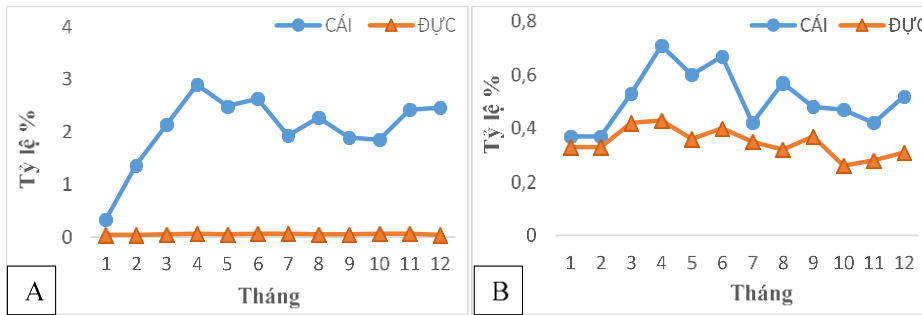 4
3
2
1
0
CÁI ĐỰC
Tỷ lệ %
1 2 3 4 5 6 7 8 9 10 11 12
Tháng
A
0,8
0,6
0,4
0,2
0
CÁI ĐỰC
Tỷ lệ %
1 2 3 4 5 6 7 8 9 10 11 12
Tháng
B